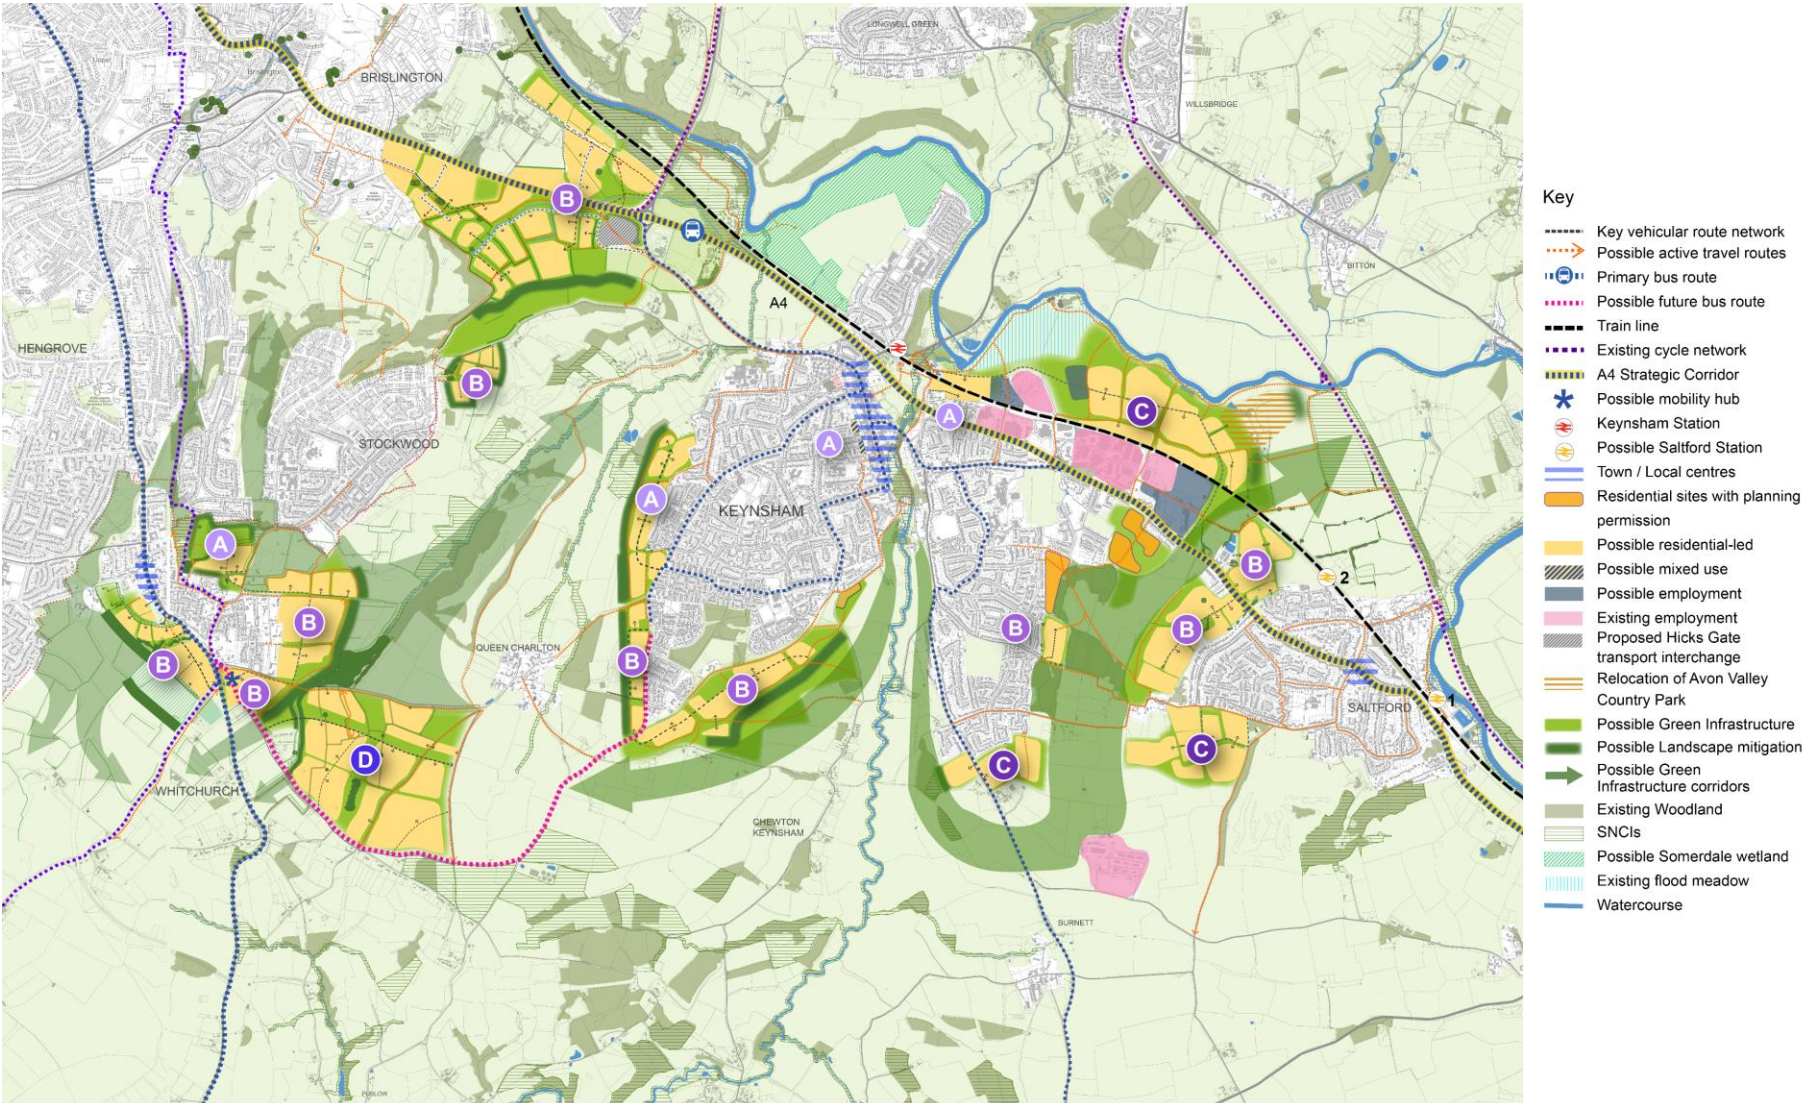 LONGWELL GREEN
BRISLINGTON
Brislington
WILLSBRIDGE
B
BITTON
A4
HENGROVE
B
STOCKWOOD
C
A
A
A
KEYNSHAM
A
B
2
B
B
B
QUEEN CHARLTON
B
B
B
B
SALTFORD
1
C
C
D
WHITCHURCH
CHEWTON
KEYNSHAM
BURNETT
PUBLOW
Key
Key vehicular route network
Possible active travel routes
Primary bus route
Possible future bus route
Train line
Existing cycle network
A4 Strategic Corridor
Possible mobility hub
Keynsham Station
Possible Saltford Station
Town / Local centres
Residential sites with planning
permission
Possible residential-led
Possible mixed use
Possible employment
Existing employment
Proposed Hicks Gate
transport interchange
Relocation of Avon Valley
Country Park
Possible Green Infrastructure
Possible Landscape mitigation
Possible Green
Infrastructure corridors
Existing Woodland
SNCIs
Possible Somerdale wetland
Existing flood meadow
Watercourse